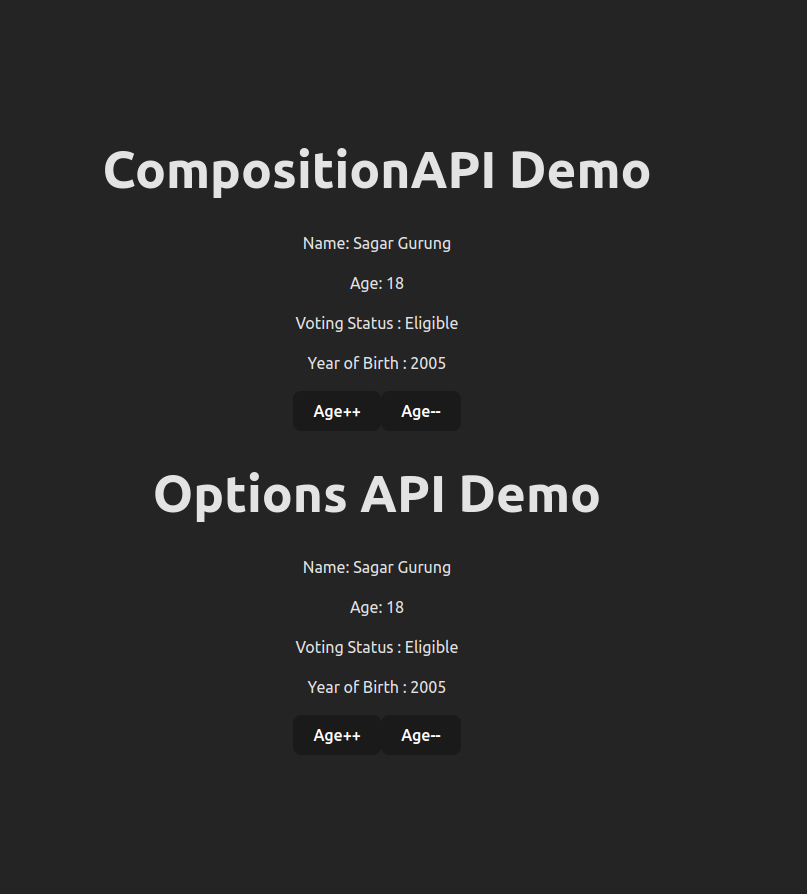 CompositionAPI Demo
Name: Sagar Gurung
Age: 18
Voting Status : Eligible
Year of Birth : 2005
Age++ Age--
Options API Demo
Name: Sagar Gurung
Age: 18
Voting Status : Eligible
Year of Birth : 2005
Age++ Age--